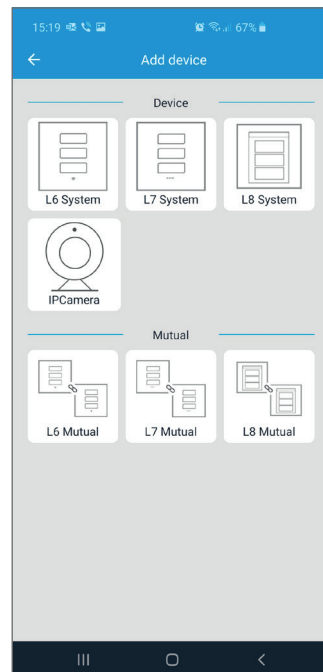 15:19 67%
Add device
Device
L6 System L7 System L8 System
IPCamera
Mutual
L6 Mutual L7 Mutual L8 Mutual